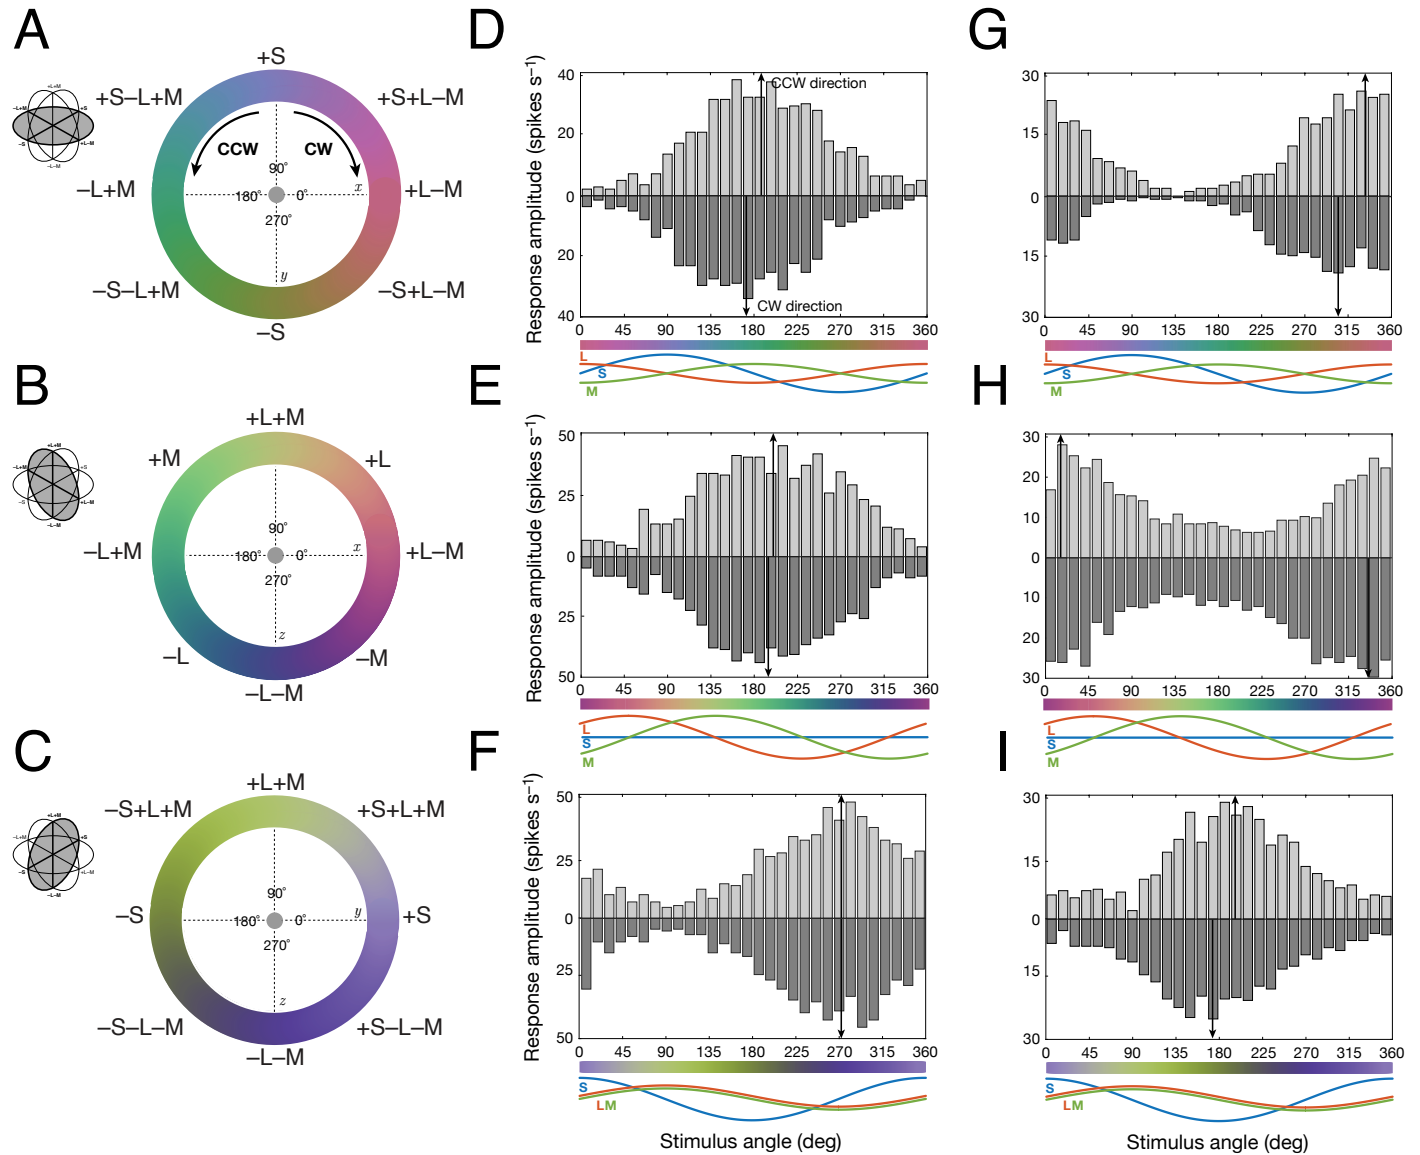 A
+L+M
–L+M
+S
–S
+L–M
–L–M
+S
+S–L+M
+S+L–M
CCW
CW
90°
–L+M
180°
0°
x
+L–M
270°
y
–S–L+M
–S+L–M
–S
B
+L+M
–L+M
+S
–S
+L–M
–L–M
+L+M
+M
+L
90°
–L+M
180°
0°
x
+L–M
270°
z
–L
–M
–L–M
C
+L+M
–L+M
+S
–S
+L–M
–L–M
+L+M
–S+L+M
+S+L+M
90°
–S
180°
0°
y
+S
270°
z
–S–L–M
+S–L–M
–L–M
D
Response amplitude (spikes s⁻¹)
40
20
0
20
40
CCW direction
CW direction
0 45 90 135 180 225 270 315 360
L
S
M
E
Response amplitude (spikes s⁻¹)
50
25
0
25
50
0 45 90 135 180 225 270 315 360
L
S
M
F
Response amplitude (spikes s⁻¹)
50
25
0
25
50
0 45 90 135 180 225 270 315 360
S
LM
Stimulus angle (deg)
G
30
15
0
15
30
0 45 90 135 180 225 270 315 360
L
S
M
H
30
20
10
0
10
20
30
0 45 90 135 180 225 270 315 360
L
S
M
I
30
15
0
15
30
0 45 90 135 180 225 270 315 360
S
LM
Stimulus angle (deg)